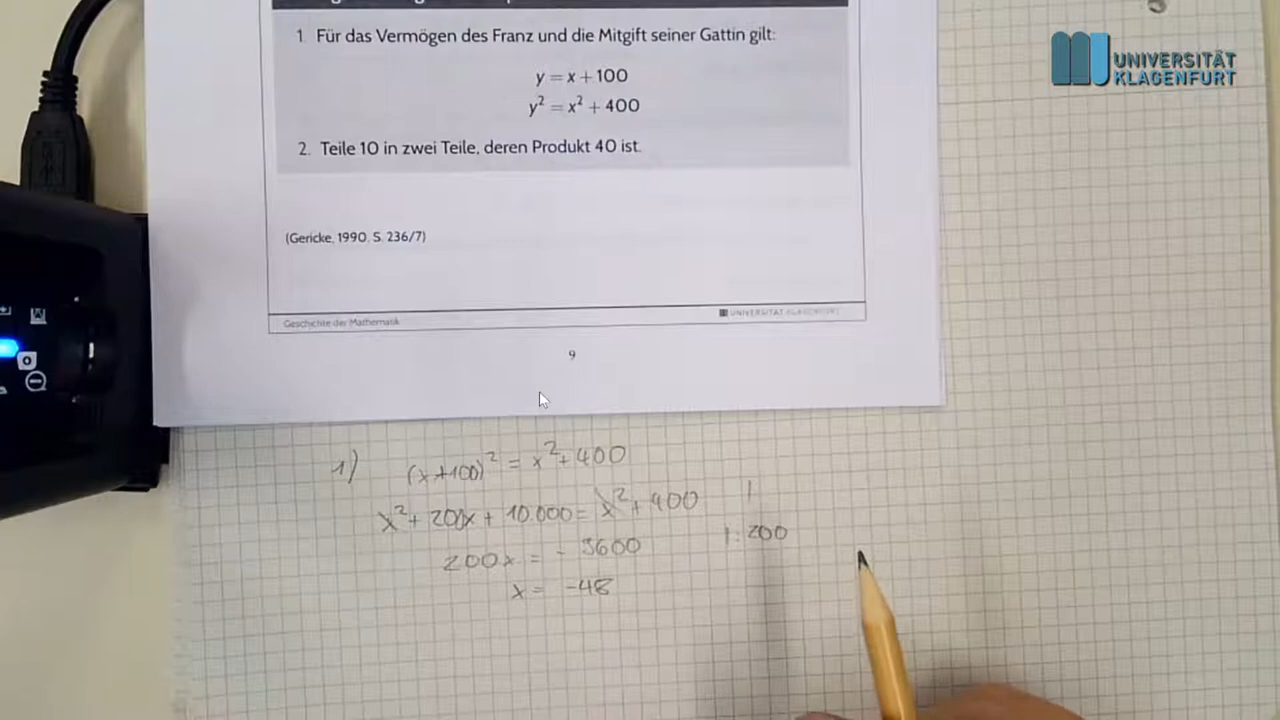 UNIVERSITÄT
KLAGENFURT
1. Für das Vermögen des Franz und die Mitgift seiner Gattin gilt:
y = x + 100
y² = x² + 400
2. Teile 10 in zwei Teile, deren Produkt 40 ist.
(Gericke, 1990. S. 236/7)
Geschichte der Mathematik
UNIVERSITÄT KLAGENFURT
9
1) (x+100)² = x²+400
x²+ 200x + 10.000 = x²+ 400 |
200x = - 9600 |: 200
x = -48